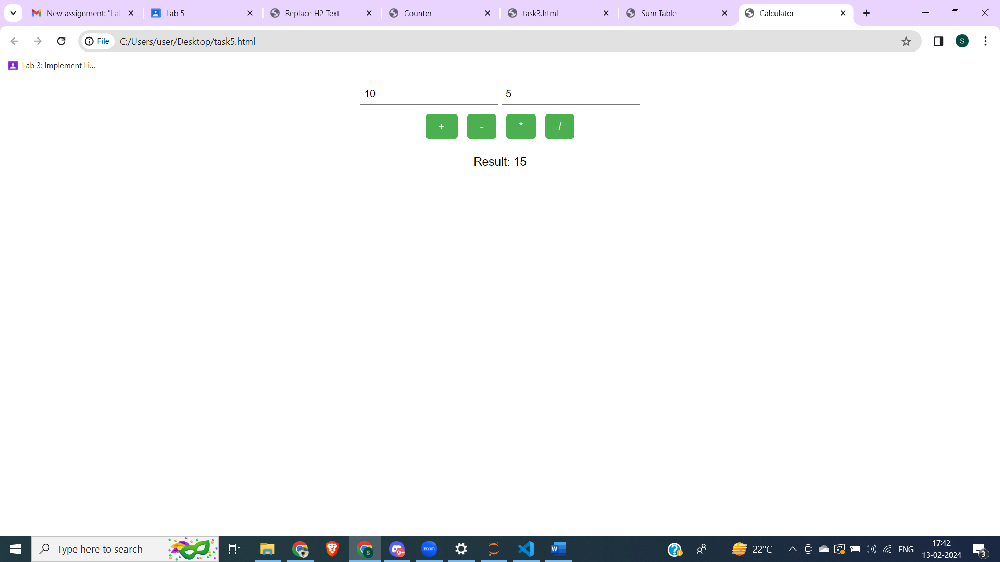 New assignment: "La
Lab 5
Replace H2 Text
Counter
task3.html
Sum Table
Calculator
File
C:/Users/user/Desktop/task5.html
S
Lab 3: Implement Li...
10
5
+
-
*
/
Result: 15
Type here to search
S
9+
zoom
W
22°C
ENG
17:42
13-02-2024
3